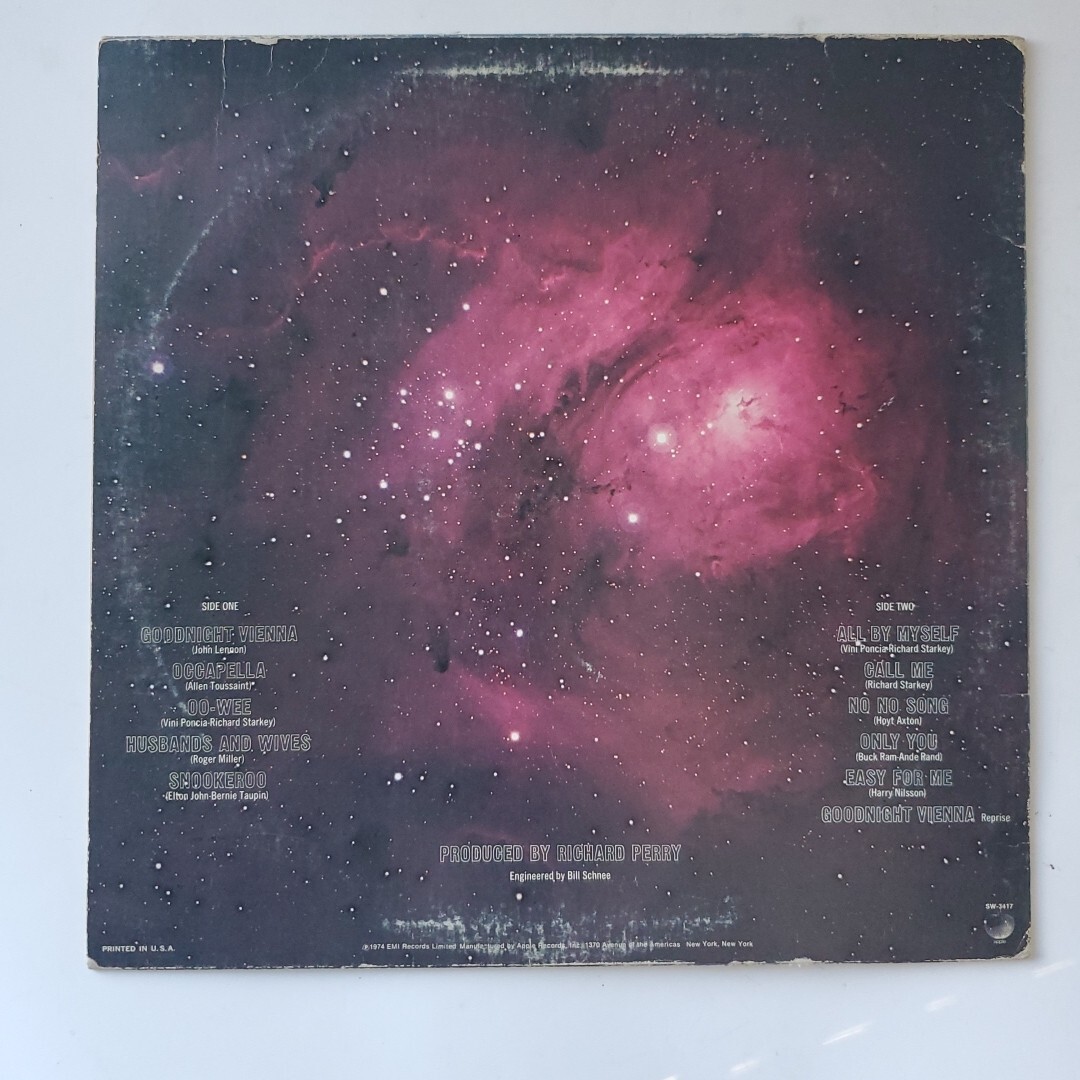 SIDE ONE
GOODNIGHT VIENNA
(John Lennon)
OCCAPELLA
(Allen Toussaint)
OO-WEE
(Vini Poncia-Richard Starkey)
HUSBANDS AND WIVES
(Roger Miller)
SNOOKEROO
(Elton John-Bernie Taupin)
SIDE TWO
ALL BY MYSELF
(Vini Poncia-Richard Starkey)
CALL ME
(Richard Starkey)
NO NO SONG
(Hoyt Axton)
ONLY YOU
(Buck Ram-Ande Rand)
EASY FOR ME
(Harry Nilsson)
GOODNIGHT VIENNA Reprise
PRODUCED BY RICHARD PERRY
Engineered by Bill Schnee
SW-3417
PRINTED IN U.S.A.
℗1974 EMI Records Limited Manufactured by Apple Records, Inc. 1370 Avenue of the Americas New York, New York